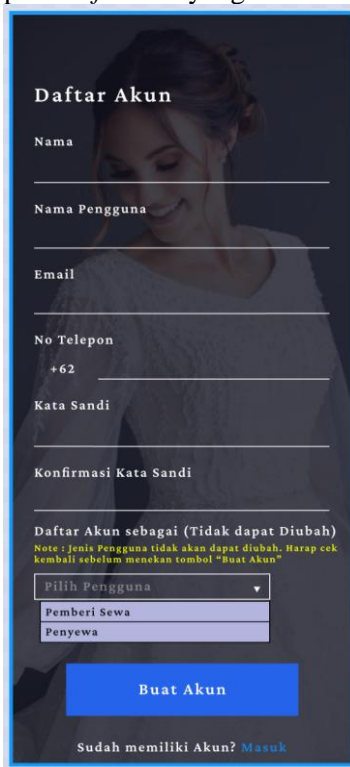 Daftar Akun
Nama
Nama Pengguna
Email
No Telepon
+62
Kata Sandi
Konfirmasi Kata Sandi
Daftar Akun sebagai (Tidak dapat Diubah)
Note : Jenis Pengguna tidak akan dapat diubah. Harap cek
kembali sebelum menekan tombol “Buat Akun”
Pilih Pengguna
Pemberi Sewa
Penyewa
Buat Akun
Sudah memiliki Akun? Masuk